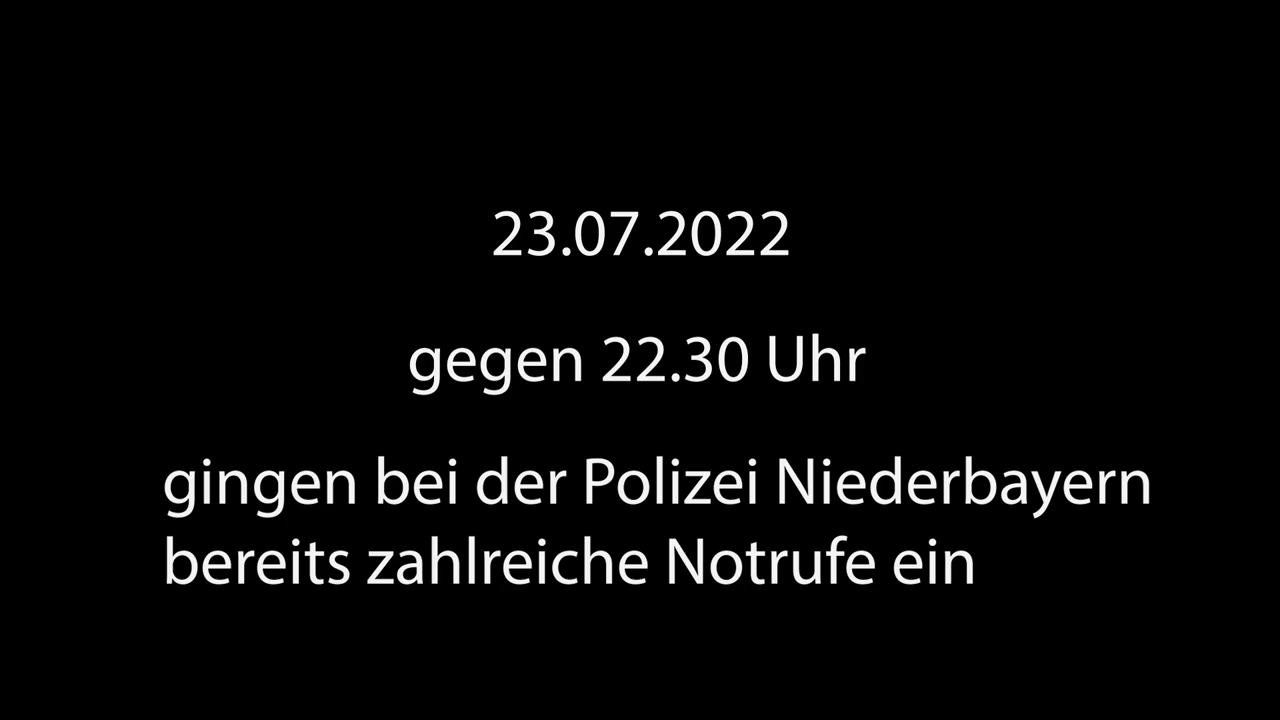 23.07.2022
gegen 22.30 Uhr
gingen bei der Polizei Niederbayern
bereits zahlreiche Notrufe ein